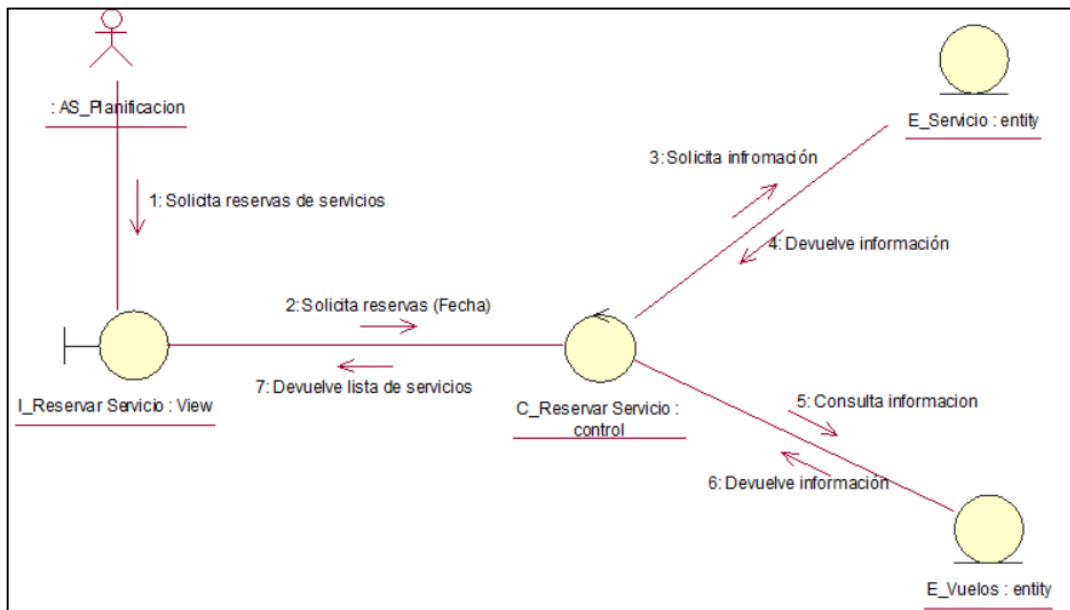 : AS_Planificacion
E_Servicio : entity
3: Solicita infromación
1: Solicita reservas de servicios
4: Devuelve información
2: Solicita reservas (Fecha)
7: Devuelve lista de servicios
I_Reservar Servicio : View
C_Reservar Servicio :
control
5: Consulta informacion
6: Devuelve información
E_Vuelos : entity